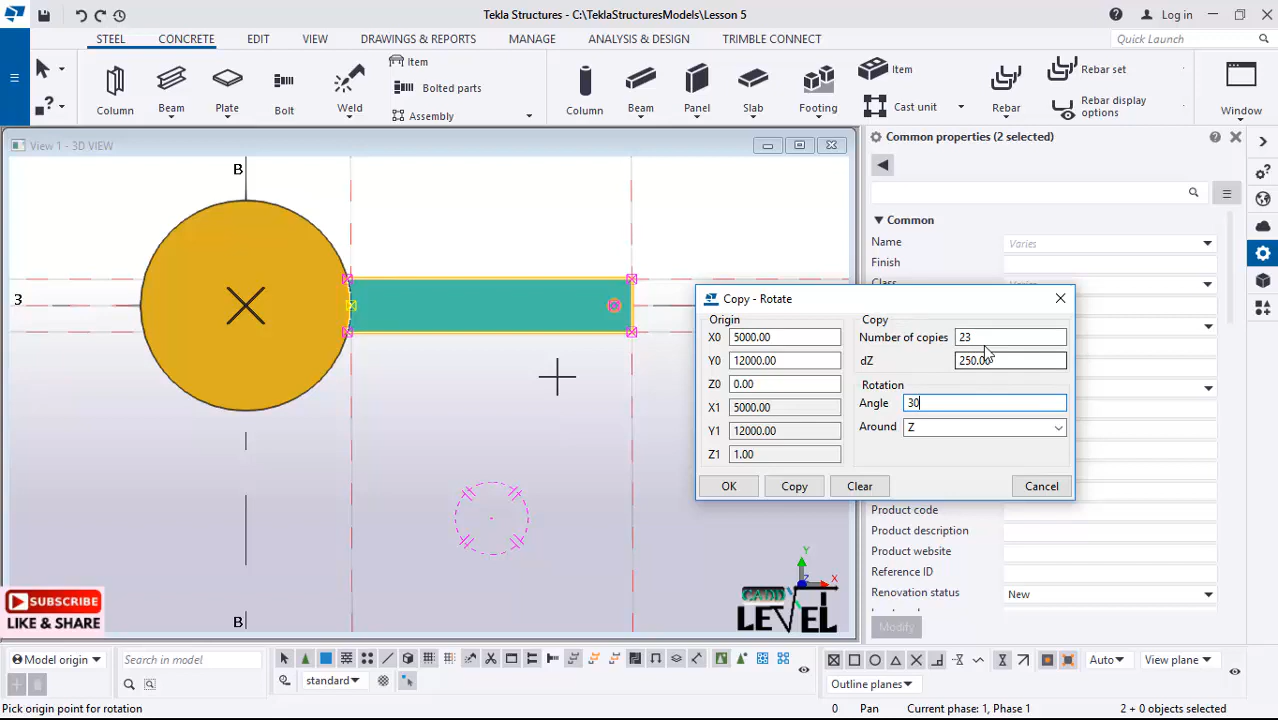 Tekla Structures - C:\TeklaStructuresModels\Lesson 5
Log in
STEEL CONCRETE EDIT VIEW DRAWINGS & REPORTS MANAGE ANALYSIS & DESIGN TRIMBLE CONNECT
Quick Launch
Column Beam Plate Bolt Weld
Item
Bolted parts
Assembly
Column Beam Panel Slab Footing
Item
Cast unit
Rebar
Rebar set
Rebar display options
Window
View 1 - 3D VIEW
B
3
B
Common properties (2 selected)
Common
Name Varies
Finish
Class Varies
Copy - Rotate
Origin
X0 5000.00
Y0 12000.00
Z0 0.00
X1 5000.00
Y1 12000.00
Z1 1.00
Copy
Number of copies 23
dZ 250.00
Rotation
Angle 30
Around Z
OK Copy Clear Cancel
Product code
Product description
Product website
Reference ID
Renovation status New
Modify
SUBSCRIBE
LIKE & SHARE
Y
Z X
CADD
LEVEL
Model origin
Search in model
standard
Auto
View plane
Outline planes
Pick origin point for rotation
0 Pan Current phase: 1, Phase 1 2 + 0 objects selected